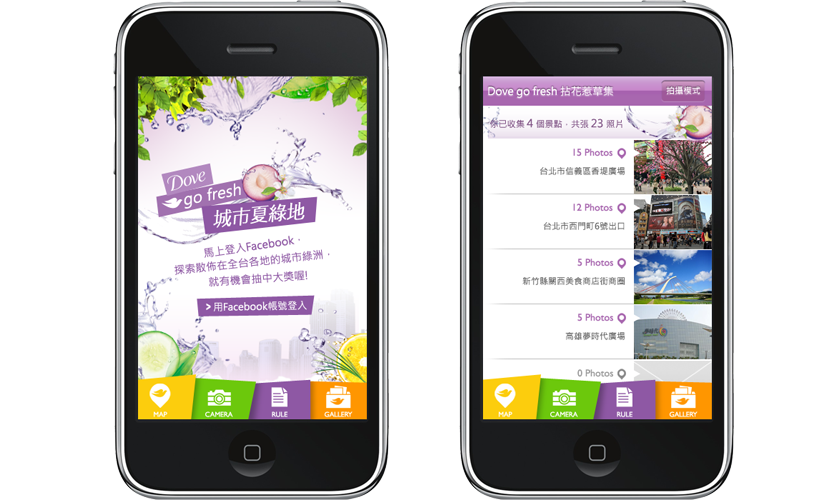 Dove
go fresh
城市夏綠地
馬上登入Facebook，
探索散佈在全台各地的城市綠洲，
就有機會抽中大獎喔!
> 用Facebook帳號登入
MAP
CAMERA
RULE
GALLERY
Dove go fresh 拈花惹草集
拍攝模式
你已收集 4 個景點，共張 23 照片
15 Photos
台北市信義區香堤廣場
12 Photos
台北市西門町6號出口
5 Photos
新竹縣關西美食商店街商圈
5 Photos
高雄夢時代廣場
0 Photos
MAP
CAMERA
RULE
GALLERY